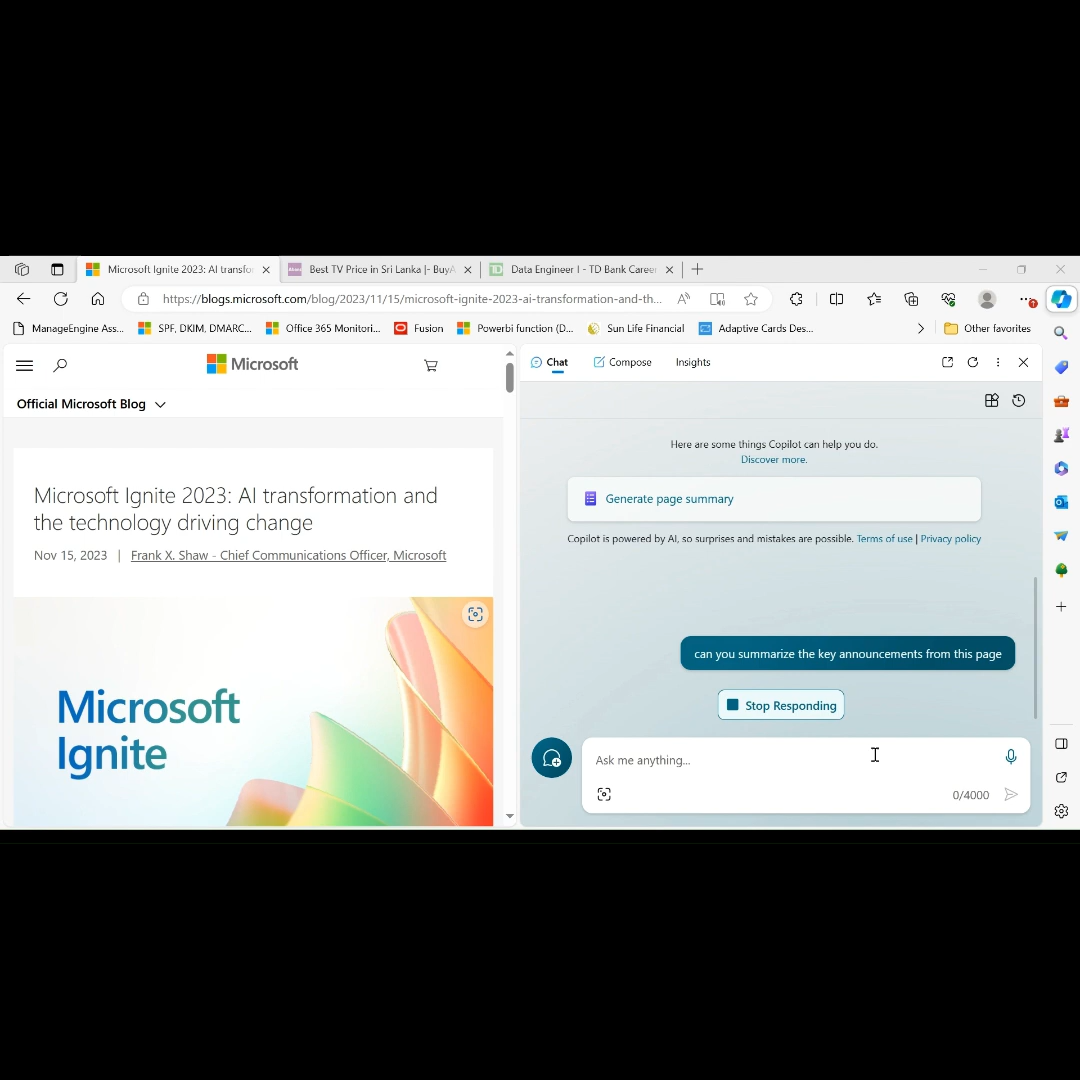 Microsoft Ignite 2023: AI transfo
Best TV Price in Sri Lanka |- BuyA
TD
Data Engineer I - TD Bank Career
https://blogs.microsoft.com/blog/2023/11/15/microsoft-ignite-2023-ai-transformation-and-th...
ManageEngine Ass...
SPF, DKIM, DMARC...
Office 365 Monitori...
Fusion
Powerbi function (D...
Sun Life Financial
Adaptive Cards Des...
Other favorites
Microsoft
Official Microsoft Blog
Microsoft Ignite 2023: AI transformation and
the technology driving change
Nov 15, 2023 | Frank X. Shaw - Chief Communications Officer, Microsoft
Microsoft
Ignite
Chat
Compose
Insights
Here are some things Copilot can help you do.
Discover more.
Generate page summary
Copilot is powered by AI, so surprises and mistakes are possible. Terms of use | Privacy policy
can you summarize the key announcements from this page
Stop Responding
Ask me anything...
0/4000